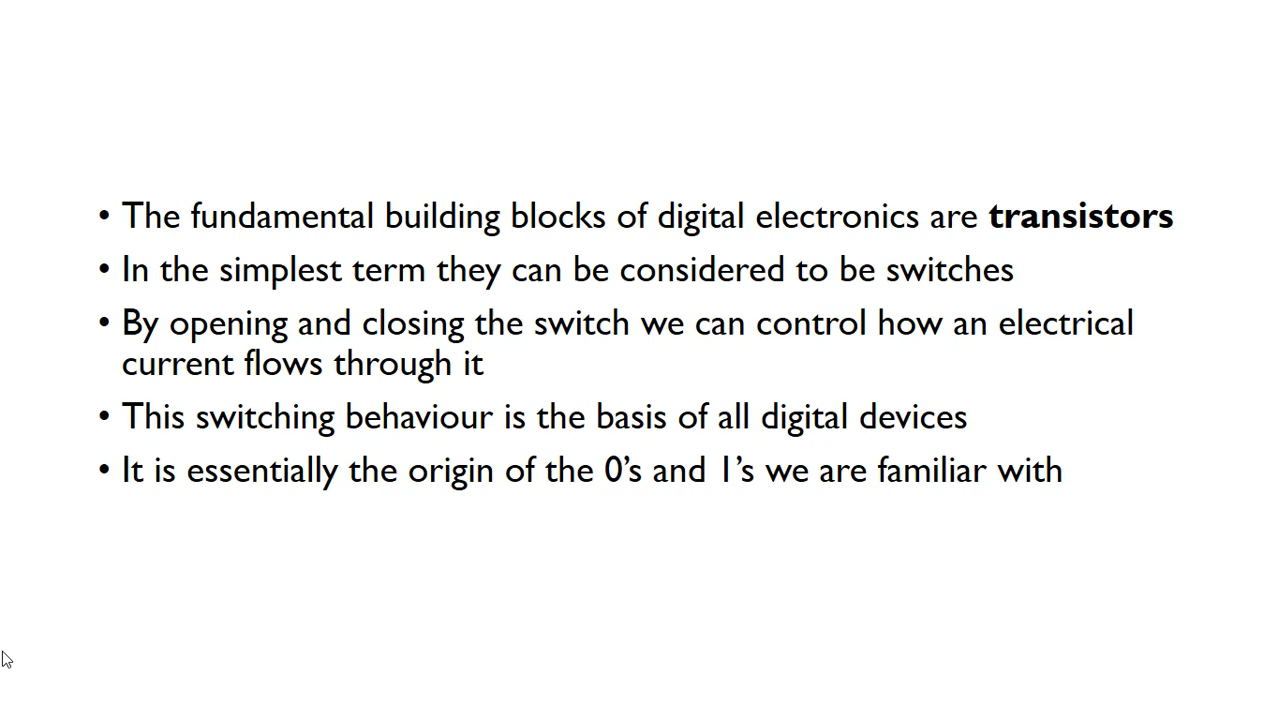 • The fundamental building blocks of digital electronics are transistors
• In the simplest term they can be considered to be switches
• By opening and closing the switch we can control how an electrical
current flows through it
• This switching behaviour is the basis of all digital devices
• It is essentially the origin of the 0’s and 1’s we are familiar with